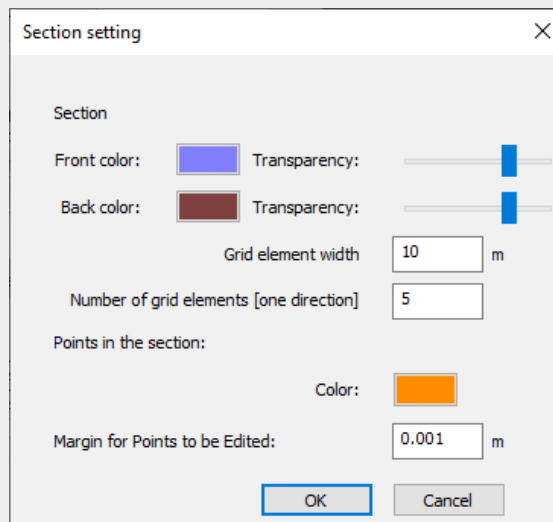 Section setting
Section
Front color: Transparency:
Back color: Transparency:
Grid element width 10 m
Number of grid elements [one direction] 5
Points in the section:
Color:
Margin for Points to be Edited: 0.001 m
OK Cancel